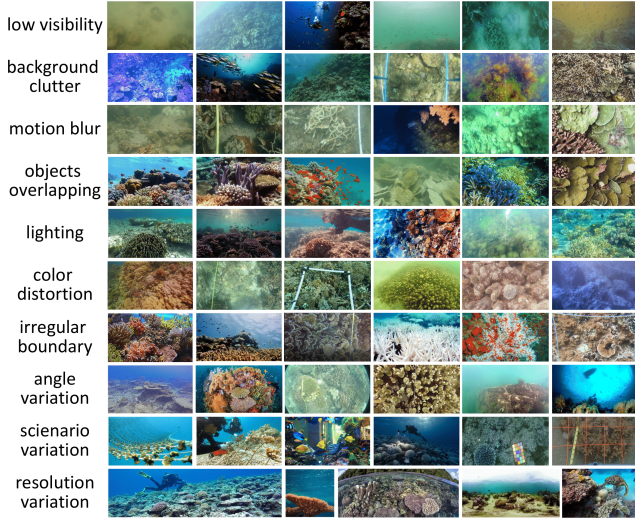 low visibility
background
clutter
motion blur
objects
overlapping
lighting
color
distortion
irregular
boundary
angle
variation
scienario
variation
resolution
variation